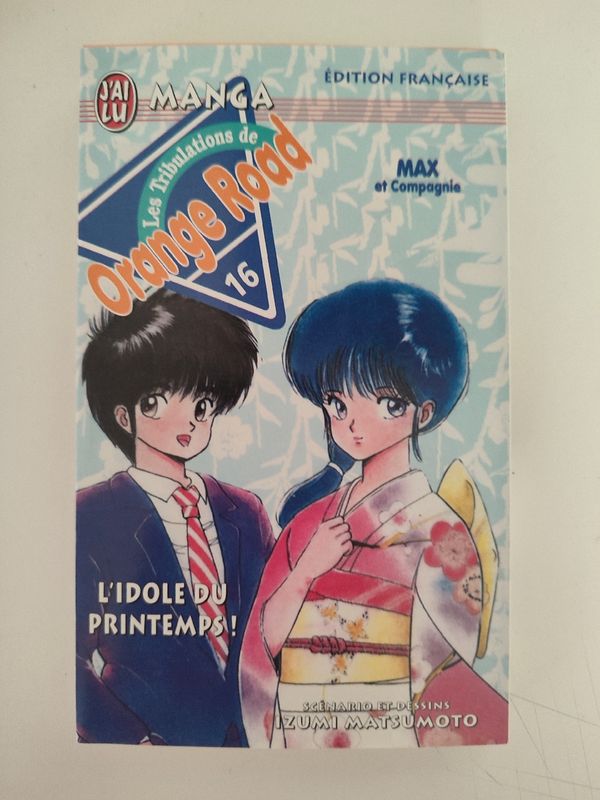 J'AI
LU
MANGA
ÉDITION FRANÇAISE
Les Tribulations de
Orange Road
16
MAX
et Compagnie
L'IDOLE DU
PRINTEMPS !
SCÉNARIO ET DESSINS
IZUMI MATSUMOTO